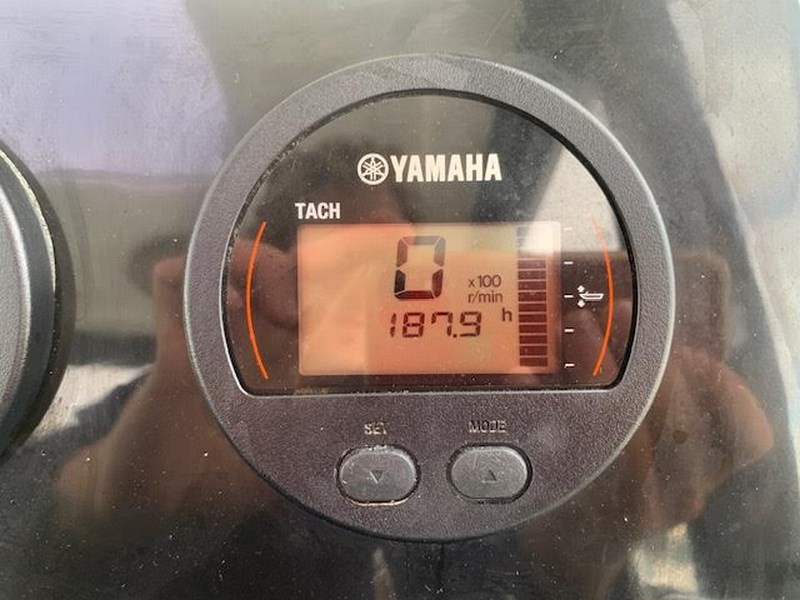 YAMAHA
TACH
0 x100
r/min
187.9 h
SET MODE